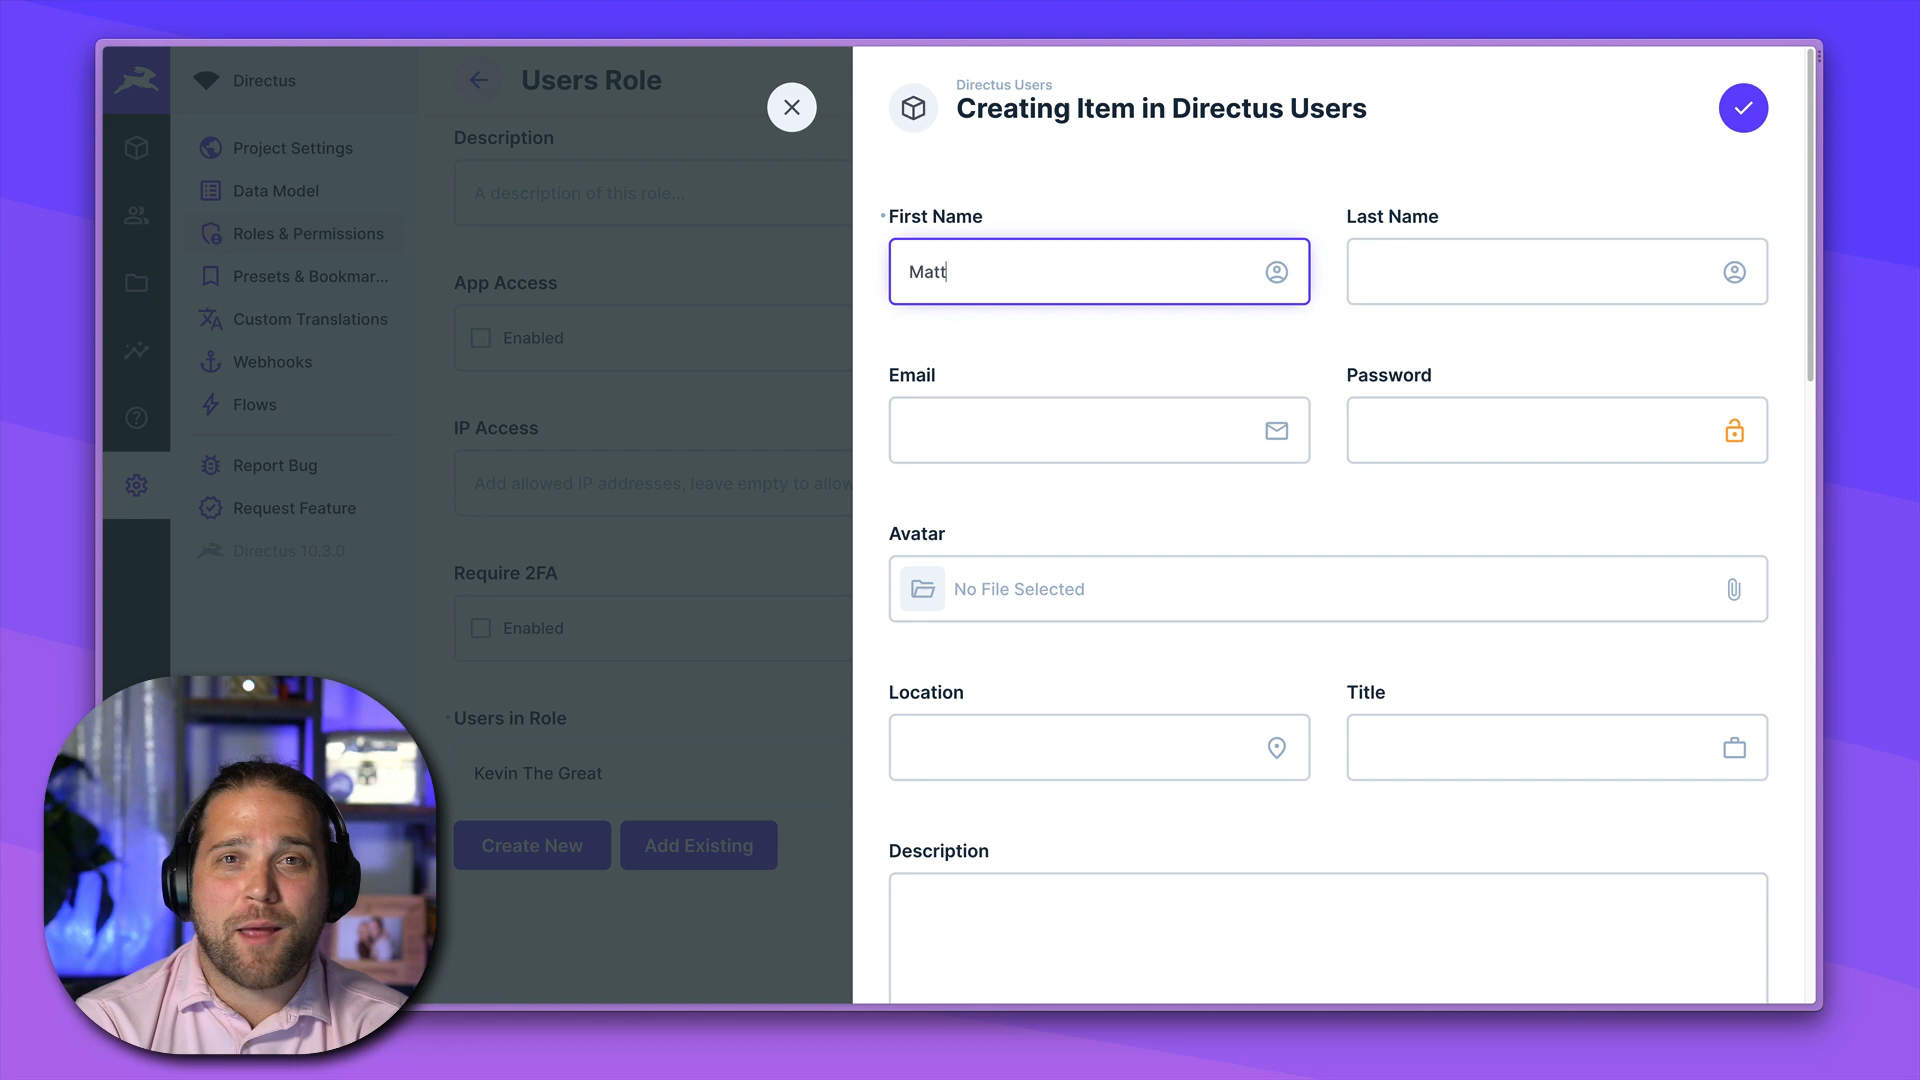 Directus
Project Settings
Data Model
Roles & Permissions
Presets & Bookmar...
Custom Translations
Webhooks
Flows
Report Bug
Request Feature
Directus 10.3.0
Users Role
Description
A description of this role...
App Access
Enabled
IP Access
Add allowed IP addresses, leave empty to allow
Require 2FA
Enabled
Users in Role
Kevin The Great
Create New
Add Existing
Directus Users
Creating Item in Directus Users
First Name
Last Name
Matt
Email
Password
Avatar
No File Selected
Location
Title
Description